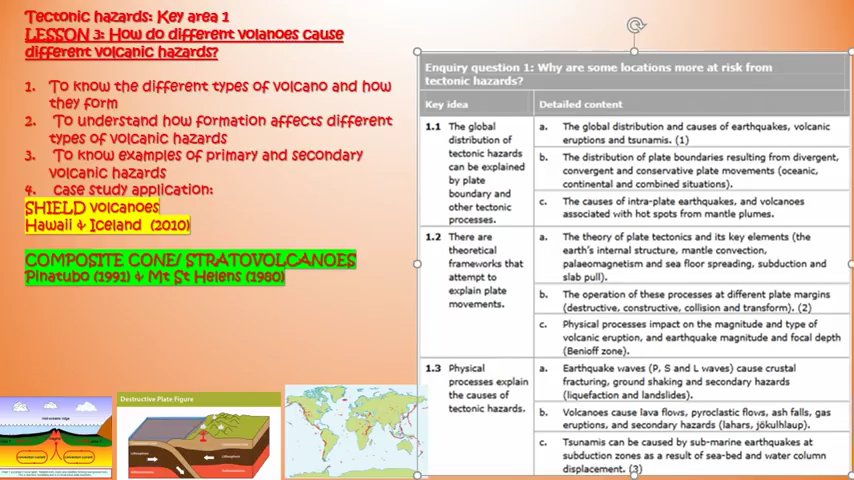 Tectonic hazards: Key area 1
LESSON 3: How do different volanoes cause
different volcanic hazards?
1. To know the different types of volcano and how
they form
2. To understand how formation affects different
types of volcanic hazards
3. To know examples of primary and secondary
volcanic hazards
4. case study application:
SHIELD volcanoes
Hawaii & Iceland (2010)
COMPOSITE CONE/ STRATOVOLCANOES
Pinatubo (1991) & Mt St Helens (1980)
Destructive Plate Figure
Enquiry question 1: Why are some locations more at risk from
tectonic hazards?
Key idea
Detailed content
1.1 The global
distribution of
tectonic hazards
can be explained
by plate
boundary and
other tectonic
processes.
a. The global distribution and causes of earthquakes, volcanic
eruptions and tsunamis. (1)
b. The distribution of plate boundaries resulting from divergent,
convergent and conservative plate movements (oceanic,
continental and combined situations).
c. The causes of intra-plate earthquakes, and volcanoes
associated with hot spots from mantle plumes.
1.2 There are
theoretical
frameworks that
attempt to
explain plate
movements.
a. The theory of plate tectonics and its key elements (the
earth's internal structure, mantle convection,
palaeomagnetism and sea floor spreading, subduction and
slab pull).
b. The operation of these processes at different plate margins
(destructive, constructive, collision and transform). (2)
c. Physical processes impact on the magnitude and type of
volcanic eruption, and earthquake magnitude and focal depth
(Benioff zone).
1.3 Physical
processes explain
the causes of
tectonic hazards.
a. Earthquake waves (P, S and L waves) cause crustal
fracturing, ground shaking and secondary hazards
(liquefaction and landslides).
b. Volcanoes cause lava flows, pyroclastic flows, ash falls, gas
eruptions, and secondary hazards (lahars, jökulhlaup).
c. Tsunamis can be caused by sub-marine earthquakes at
subduction zones as a result of sea-bed and water column
displacement. (3)